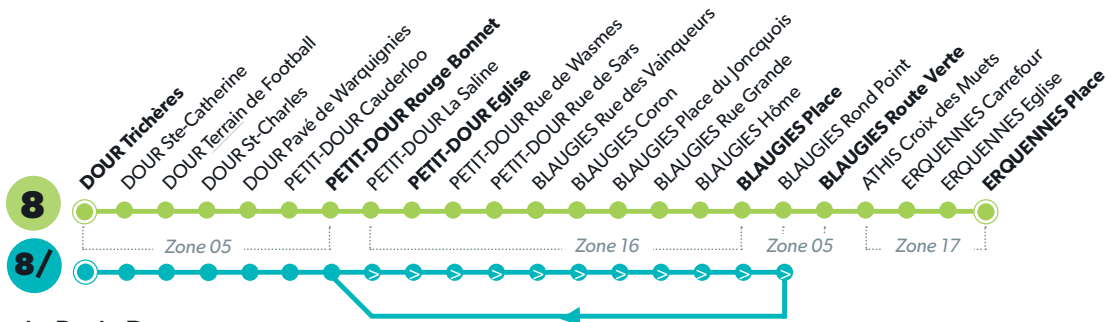 DOUR Trichères
DOUR Ste-Catherine
DOUR Terrain de Football
DOUR St-Charles
DOUR Pavé de Warquignies
PETIT-DOUR Cauderloo
PETIT-DOUR Rouge Bonnet
PETIT-DOUR La Saline
PETIT-DOUR Eglise
PETIT-DOUR Rue de Wasmes
PETIT-DOUR Rue de Sars
BLAUGIES Rue des Vainqueurs
BLAUGIES Coron
BLAUGIES Place du Joncquois
BLAUGIES Rue Grande
BLAUGIES Hôme
BLAUGIES Place
BLAUGIES Rond Point
BLAUGIES Route Verte
ATHIS Croix des Muets
ERQUENNES Carrefour
ERQUENNES Eglise
ERQUENNES Place
8
Zone 05
Zone 16
Zone 05
Zone 17
8/